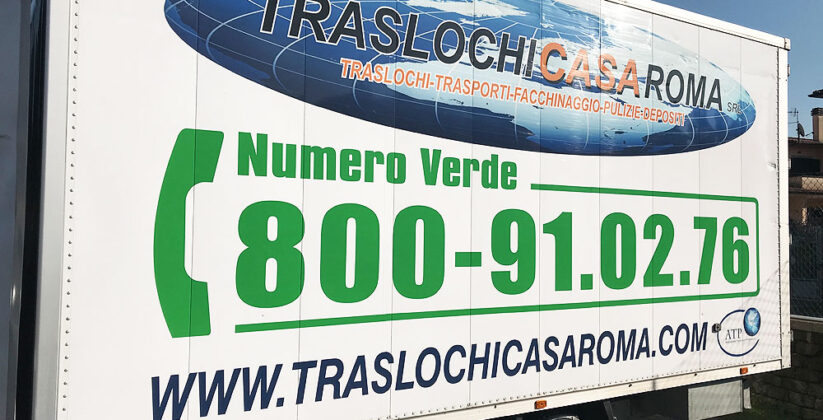 TRASLOCHICASAROMA SRL
TRASLOCHI-TRASPORTI-FACCHINAGGIO-PULIZIE-DEPOSITI
Numero Verde
800-91.02.76
WWW.TRASLOCHICASAROMA.COM
ATP